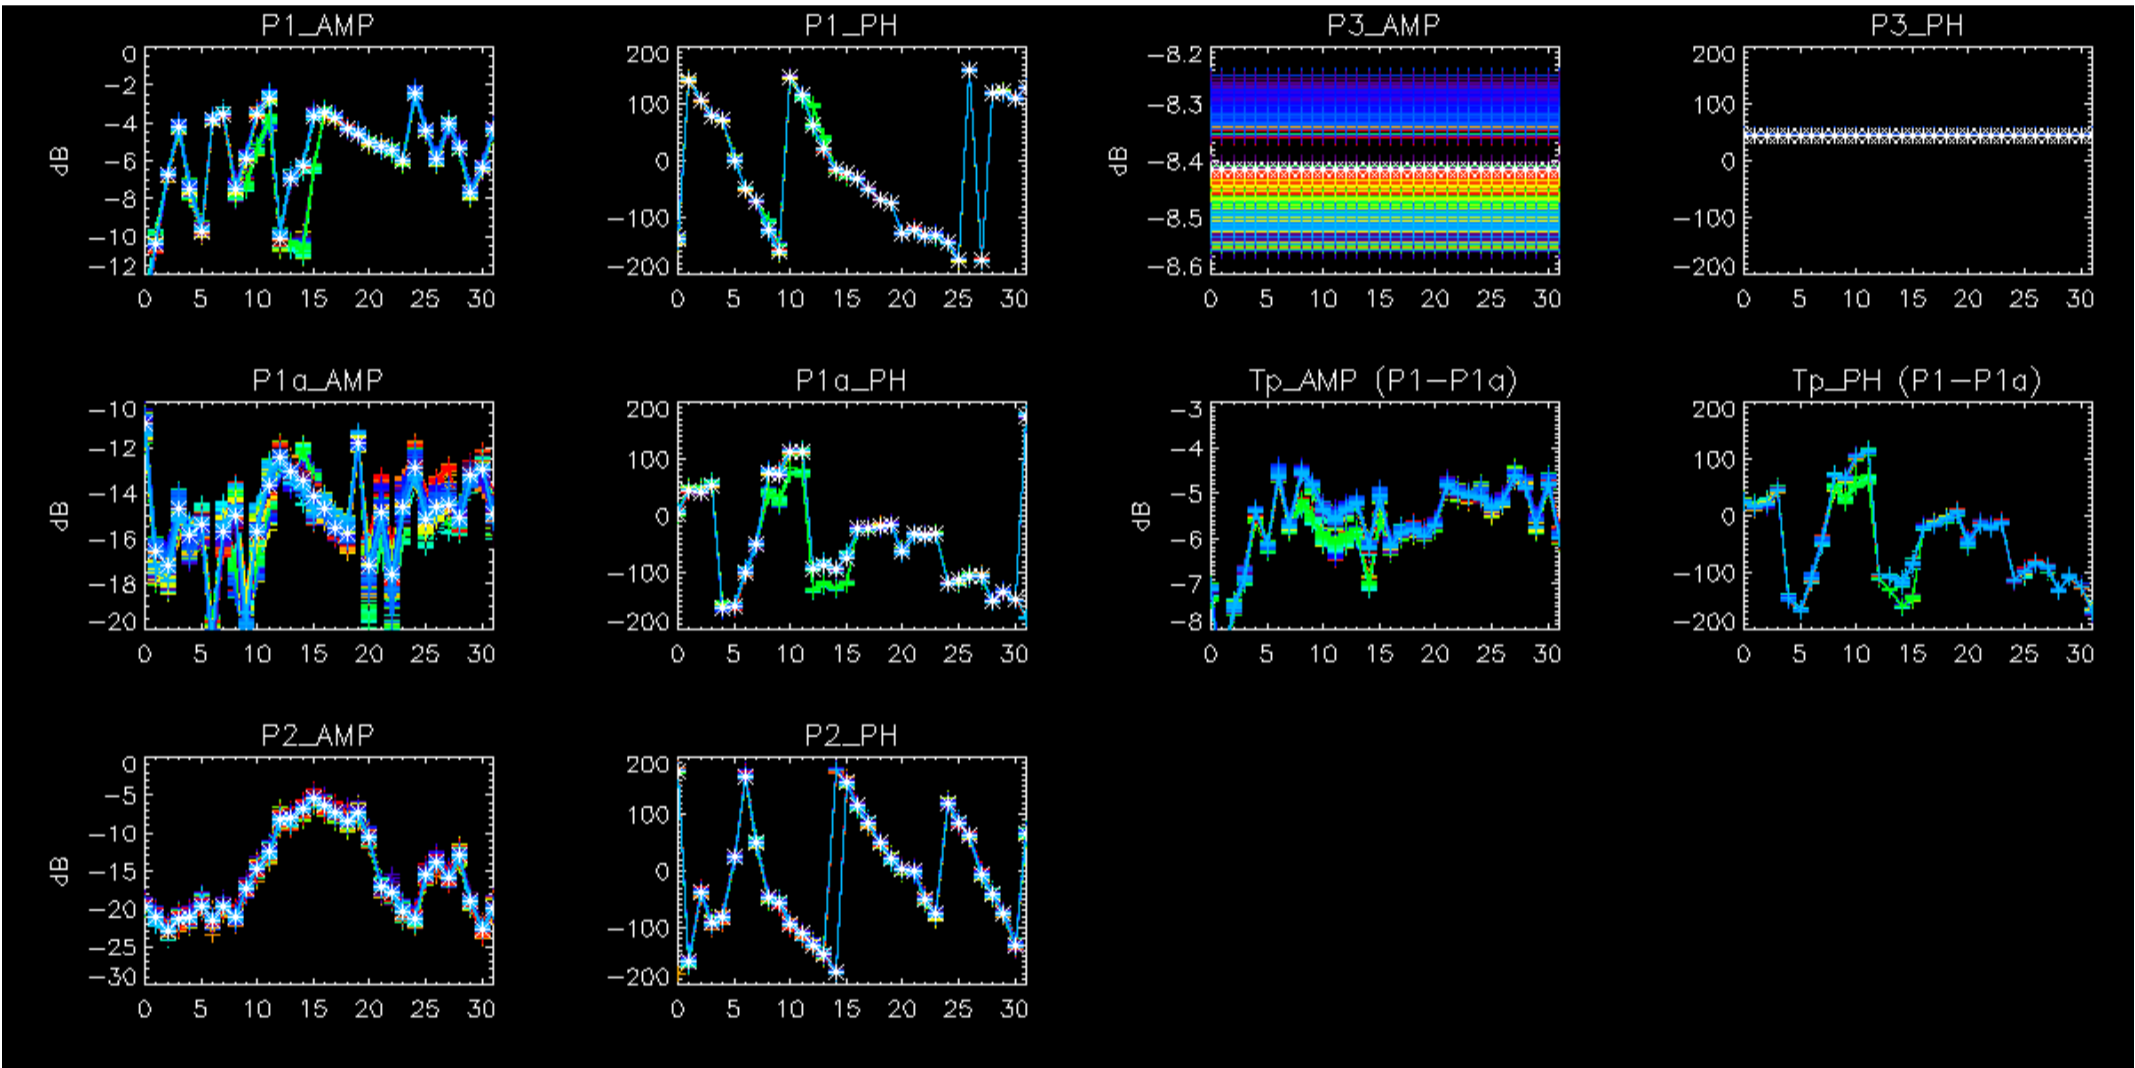 P1_AMP
P1_PH
P3_AMP
P3_PH
0
-2
-4
-6
-8
-10
-12
dB
0 5 10 15 20 25 30
200
100
0
-100
-200
0 5 10 15 20 25 30
-8.2
-8.3
-8.4
-8.5
-8.6
dB
0 5 10 15 20 25 30
200
100
0
-100
-200
0 5 10 15 20 25 30
P1a_AMP
P1a_PH
Tp_AMP (P1-P1a)
Tp_PH (P1-P1a)
-10
-12
-14
-16
-18
-20
dB
0 5 10 15 20 25 30
200
100
0
-100
-200
0 5 10 15 20 25 30
-3
-4
-5
-6
-7
-8
dB
0 5 10 15 20 25 30
200
100
0
-100
-200
0 5 10 15 20 25 30
P2_AMP
P2_PH
0
-5
-10
-15
-20
-25
-30
dB
0 5 10 15 20 25 30
200
100
0
-100
-200
0 5 10 15 20 25 30